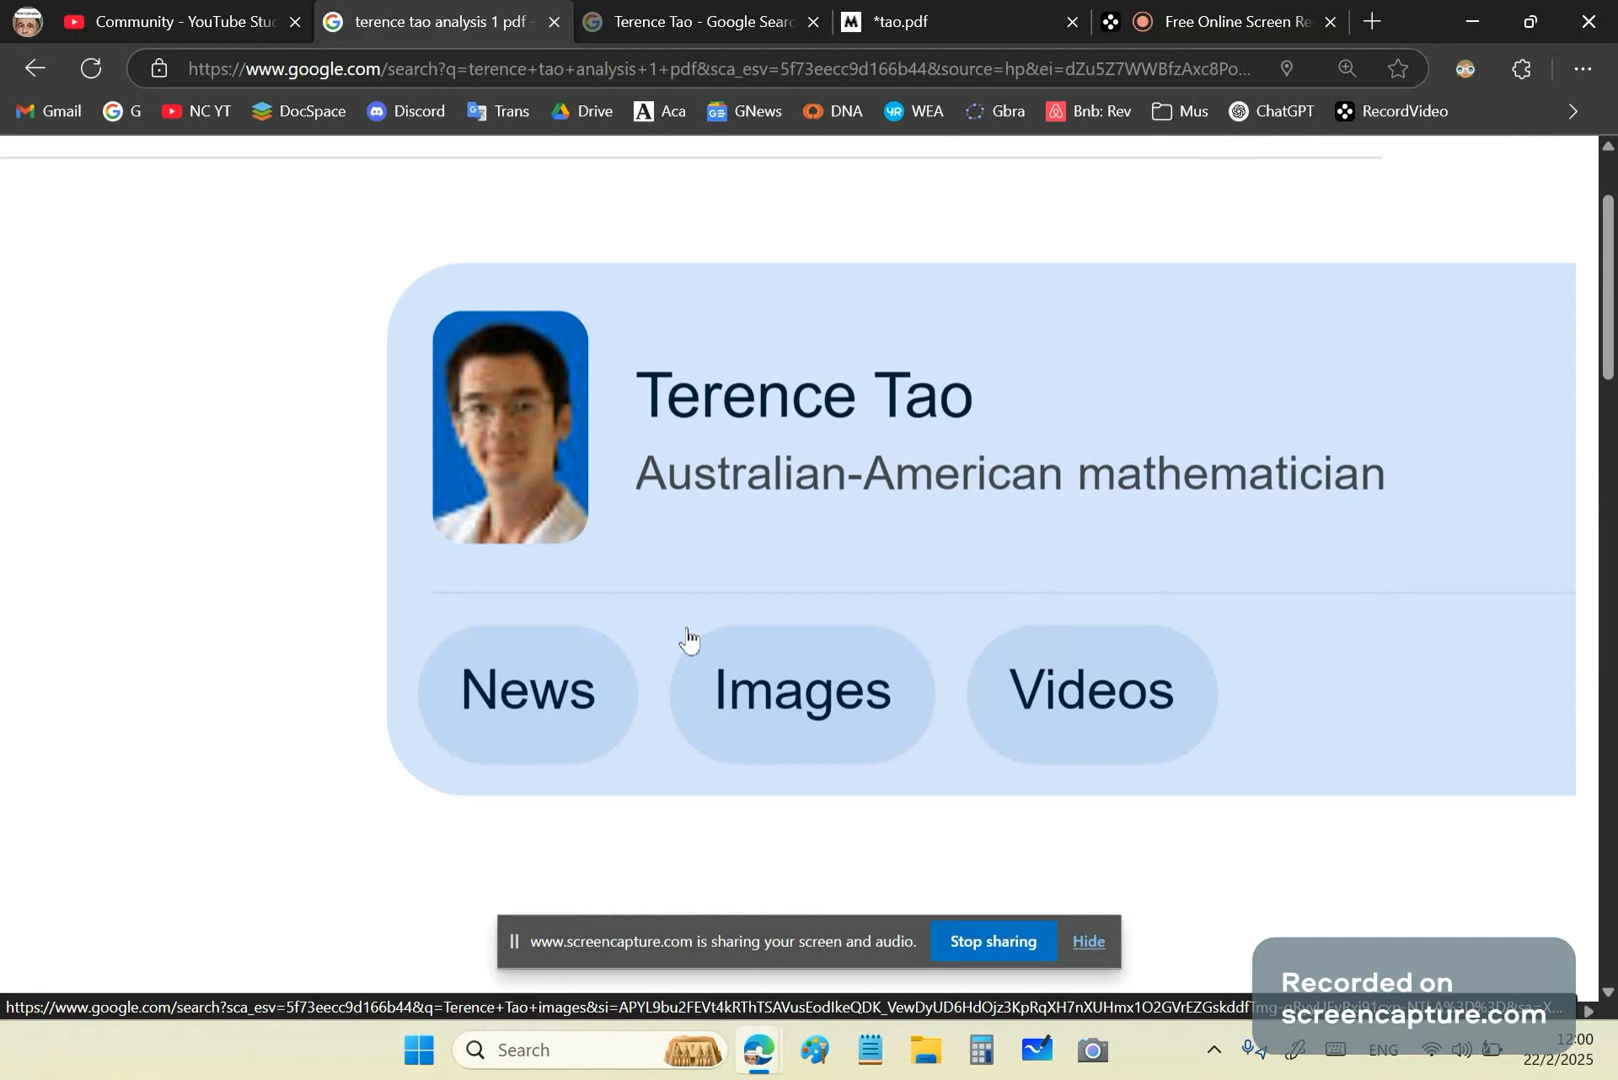 Community - YouTube Stu
terence tao analysis 1 pdf -
Terence Tao - Google Searc
*tao.pdf
Free Online Screen Re
https://www.google.com/search?q=terence+tao+analysis+1+pdf&sca_esv=5f73eecc9d166b44&source=hp&ei=dZu5Z7WWBfzAxc8Po...
Gmail
G
NC YT
DocSpace
Discord
Trans
Drive
Aca
GNews
DNA
WEA
Gbra
Bnb: Rev
Mus
ChatGPT
RecordVideo
Terence Tao
Australian-American mathematician
News
Images
Videos
www.screencapture.com is sharing your screen and audio.
Stop sharing
Hide
Recorded on
screencapture.com
Search
ENG
12:00
22/2/2025